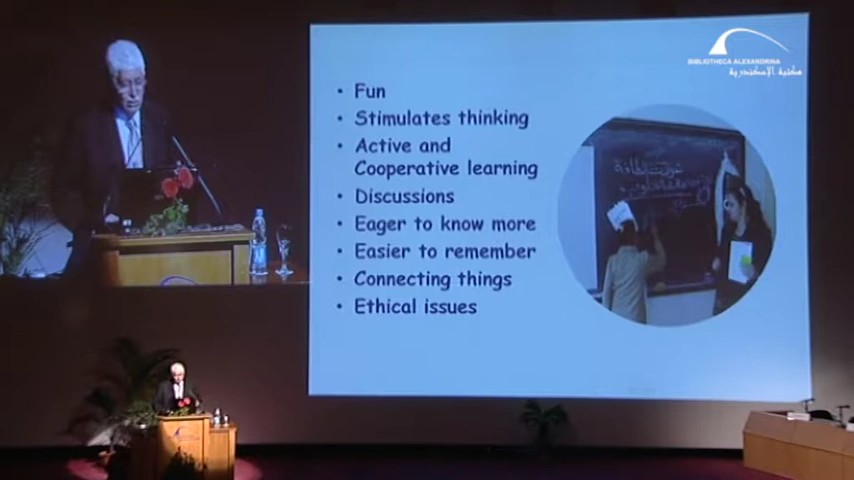 BIBLIOTHECA ALEXANDRINA
مكتبة الإسكندرية
• Fun
• Stimulates thinking
• Active and
Cooperative learning
• Discussions
• Eager to know more
• Easier to remember
• Connecting things
• Ethical issues